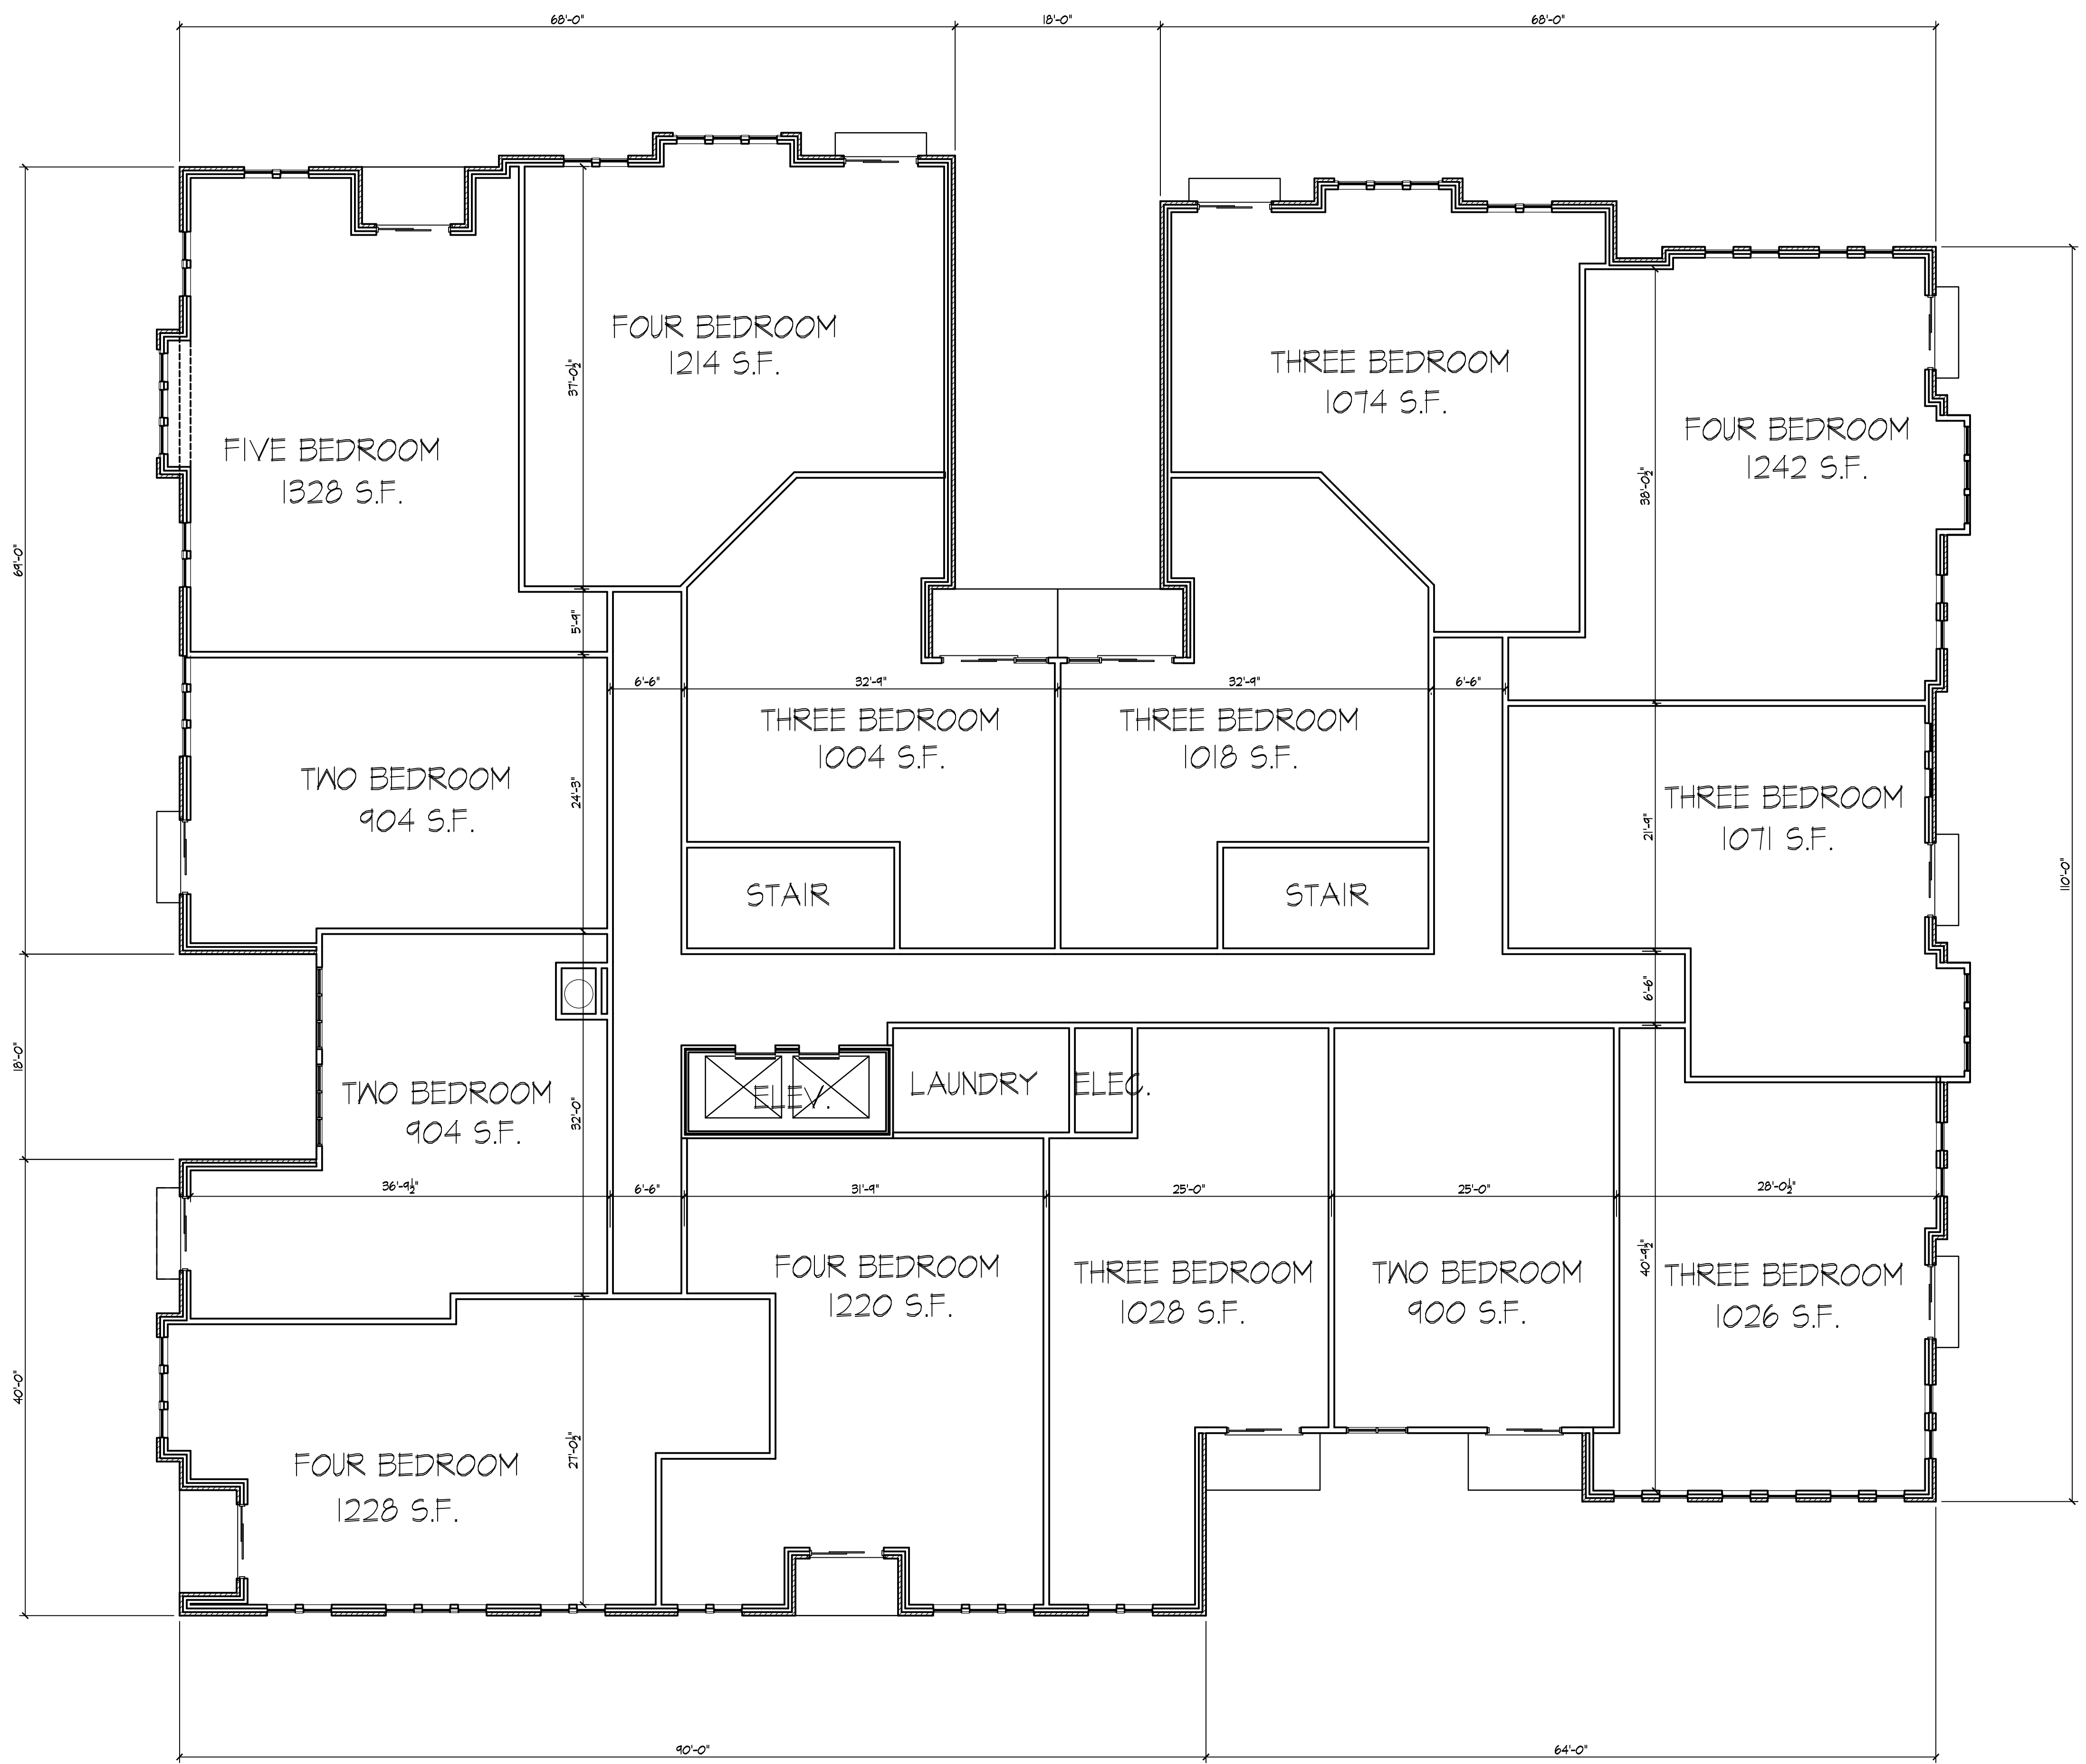 68'-0"
18'-0"
68'-0"
FOUR BEDROOM
1214 S.F.
THREE BEDROOM
1074 S.F.
FIVE BEDROOM
1328 S.F.
FOUR BEDROOM
1242 S.F.
37'-0½"
38'-0½"
69'-0"
5'-9"
6'-6"
32'-9"
32'-9"
6'-6"
THREE BEDROOM
1004 S.F.
THREE BEDROOM
1018 S.F.
TWO BEDROOM
904 S.F.
24'-3"
THREE BEDROOM
1071 S.F.
21'-9"
110'-0"
STAIR
STAIR
6'-6"
18'-0"
TWO BEDROOM
904 S.F.
32'-0"
ELEV.
LAUNDRY
ELEC.
36'-9½"
6'-6"
31'-9"
25'-0"
25'-0"
28'-0½"
FOUR BEDROOM
1220 S.F.
THREE BEDROOM
1028 S.F.
TWO BEDROOM
900 S.F.
40'-9½"
THREE BEDROOM
1026 S.F.
40'-0"
FOUR BEDROOM
1228 S.F.
27'-0½"
90'-0"
64'-0"